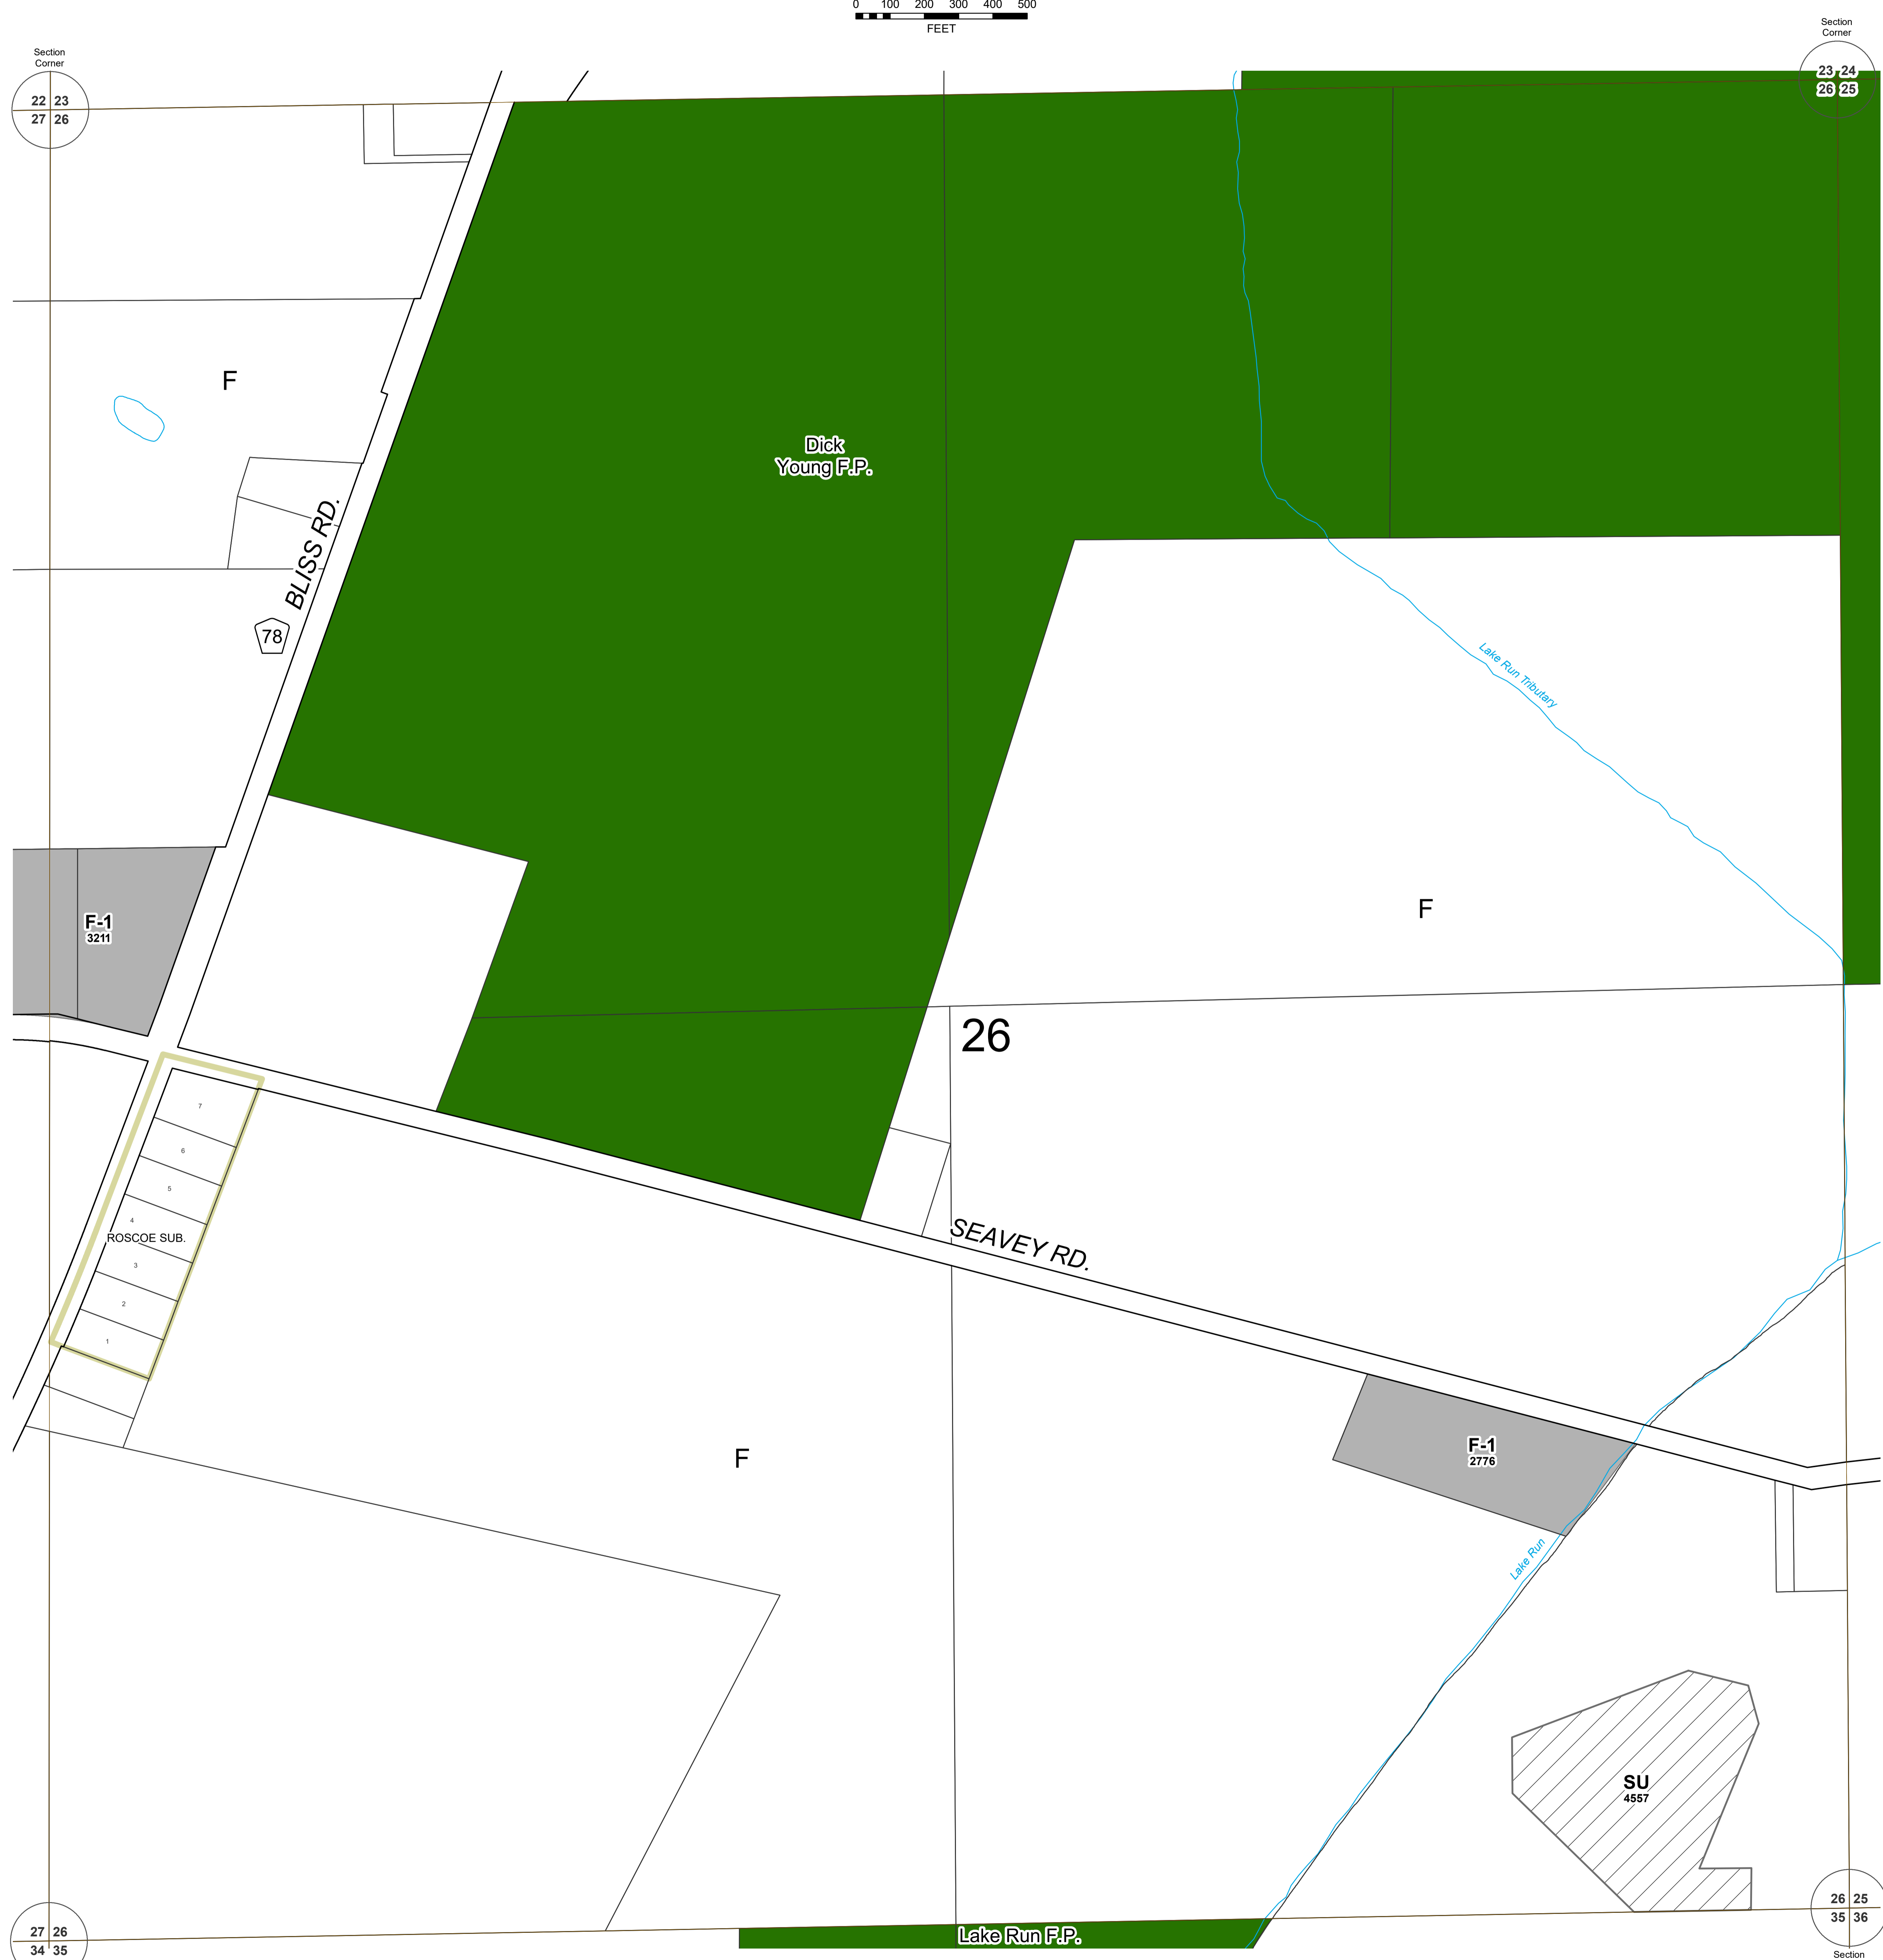 0 100 200 300 400 500
FEET
Section
Corner
Section
Corner
22 23
27 26
23 24
26 25
F
Dick
Young F.P.
BLISS RD.
78
Lake Run Tributary
F-1
3211
F
26
7
6
5
4
ROSCOE SUB.
3
2
1
SEAVEY RD.
F
F-1
2776
Lake Run
SU
4557
27 26
34 35
Lake Run F.P.
26 25
35 36
Section